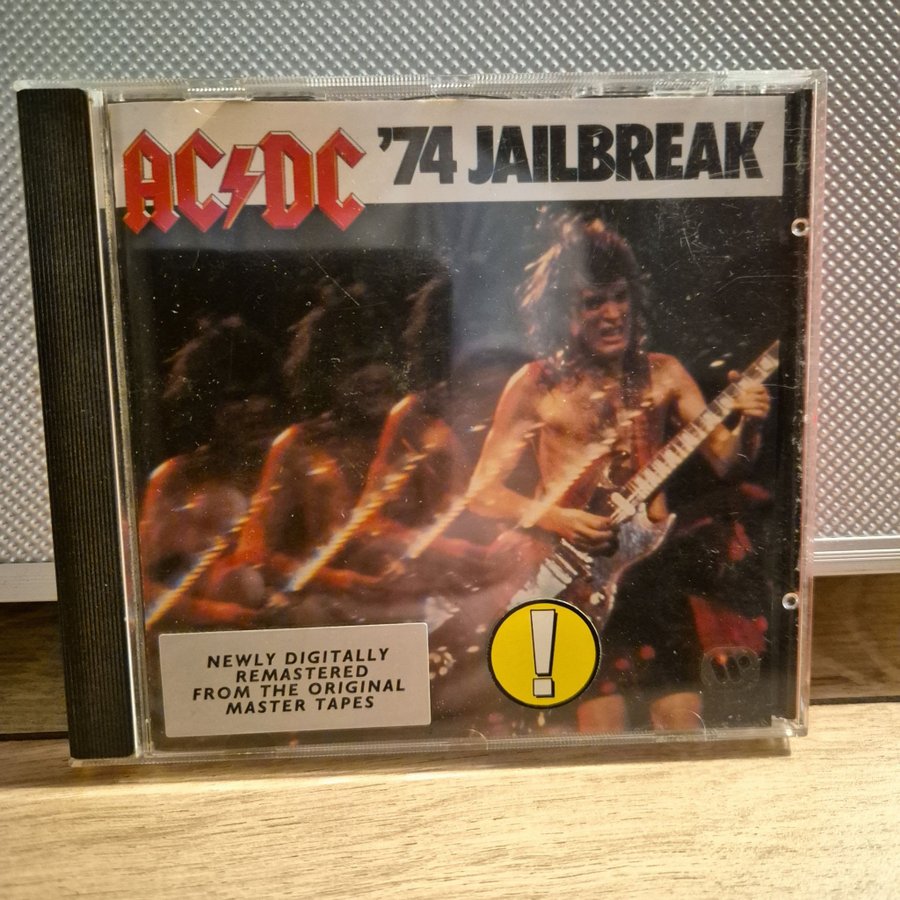 AC⚡DC '74 JAILBREAK
NEWLY DIGITALLY
REMASTERED
FROM THE ORIGINAL
MASTER TAPES
!